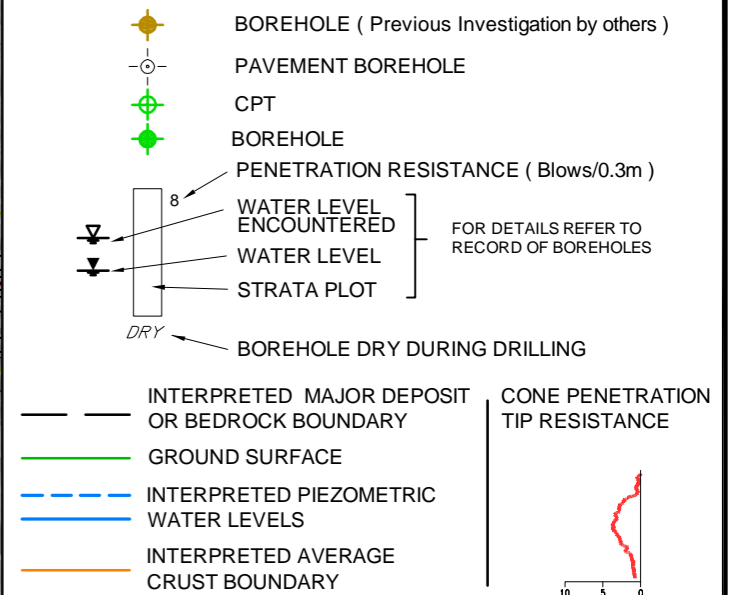 BOREHOLE ( Previous Investigation by others )
PAVEMENT BOREHOLE
CPT
BOREHOLE
PENETRATION RESISTANCE ( Blows/0.3m )
8
WATER LEVEL
ENCOUNTERED
FOR DETAILS REFER TO
RECORD OF BOREHOLES
WATER LEVEL
STRATA PLOT
DRY
BOREHOLE DRY DURING DRILLING
INTERPRETED MAJOR DEPOSIT
OR BEDROCK BOUNDARY
GROUND SURFACE
INTERPRETED PIEZOMETRIC
WATER LEVELS
INTERPRETED AVERAGE
CRUST BOUNDARY
CONE PENETRATION
TIP RESISTANCE
10 5 0